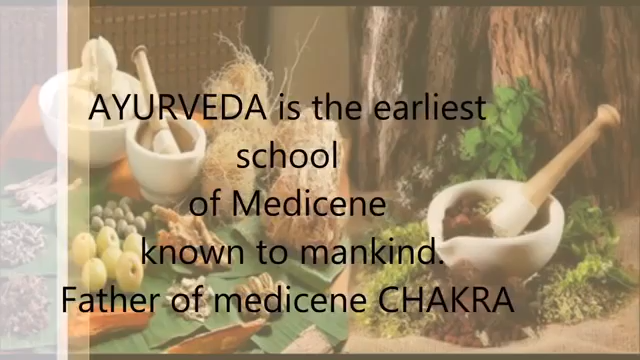 AYURVEDA is the earliest
school
of Medicene
known to mankind.
Father of medicene CHAKRA